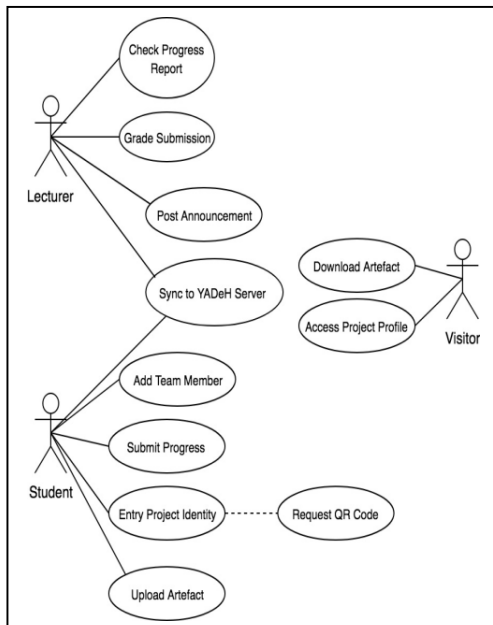 Check Progress
Report
Grade Submission
Lecturer
Post Announcement
Sync to YADeH Server
Download Artefact
Access Project Profile
Visitor
Add Team Member
Submit Progress
Student
Entry Project Identity
Request QR Code
Upload Artefact